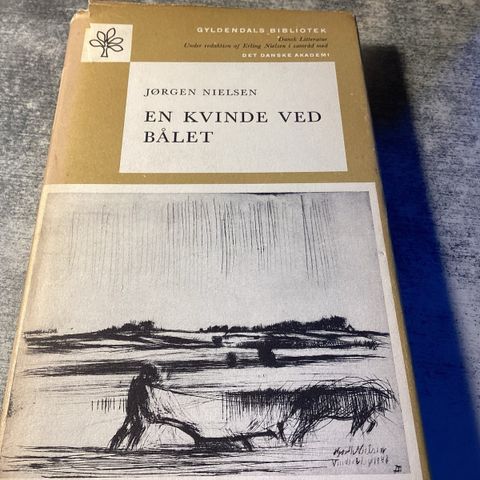 GYLDENDALS BIBLIOTEK
Dansk Litteratur
Under redaktion af Erling Nielsen i samråd med
DET DANSKE AKADEMI
JØRGEN NIELSEN
EN KVINDE VED
BÅLET